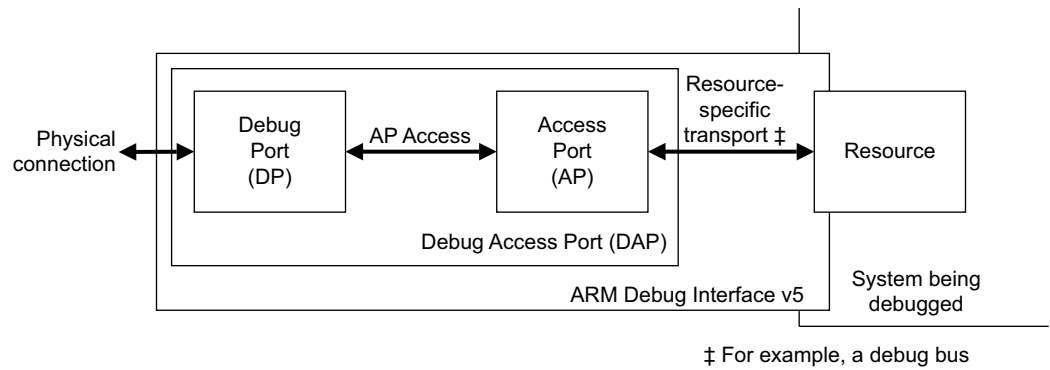 Physical
connection
Debug
Port
(DP)
AP Access
Access
Port
(AP)
Resource-
specific
transport ‡
Resource
Debug Access Port (DAP)
ARM Debug Interface v5
System being
debugged
‡ For example, a debug bus